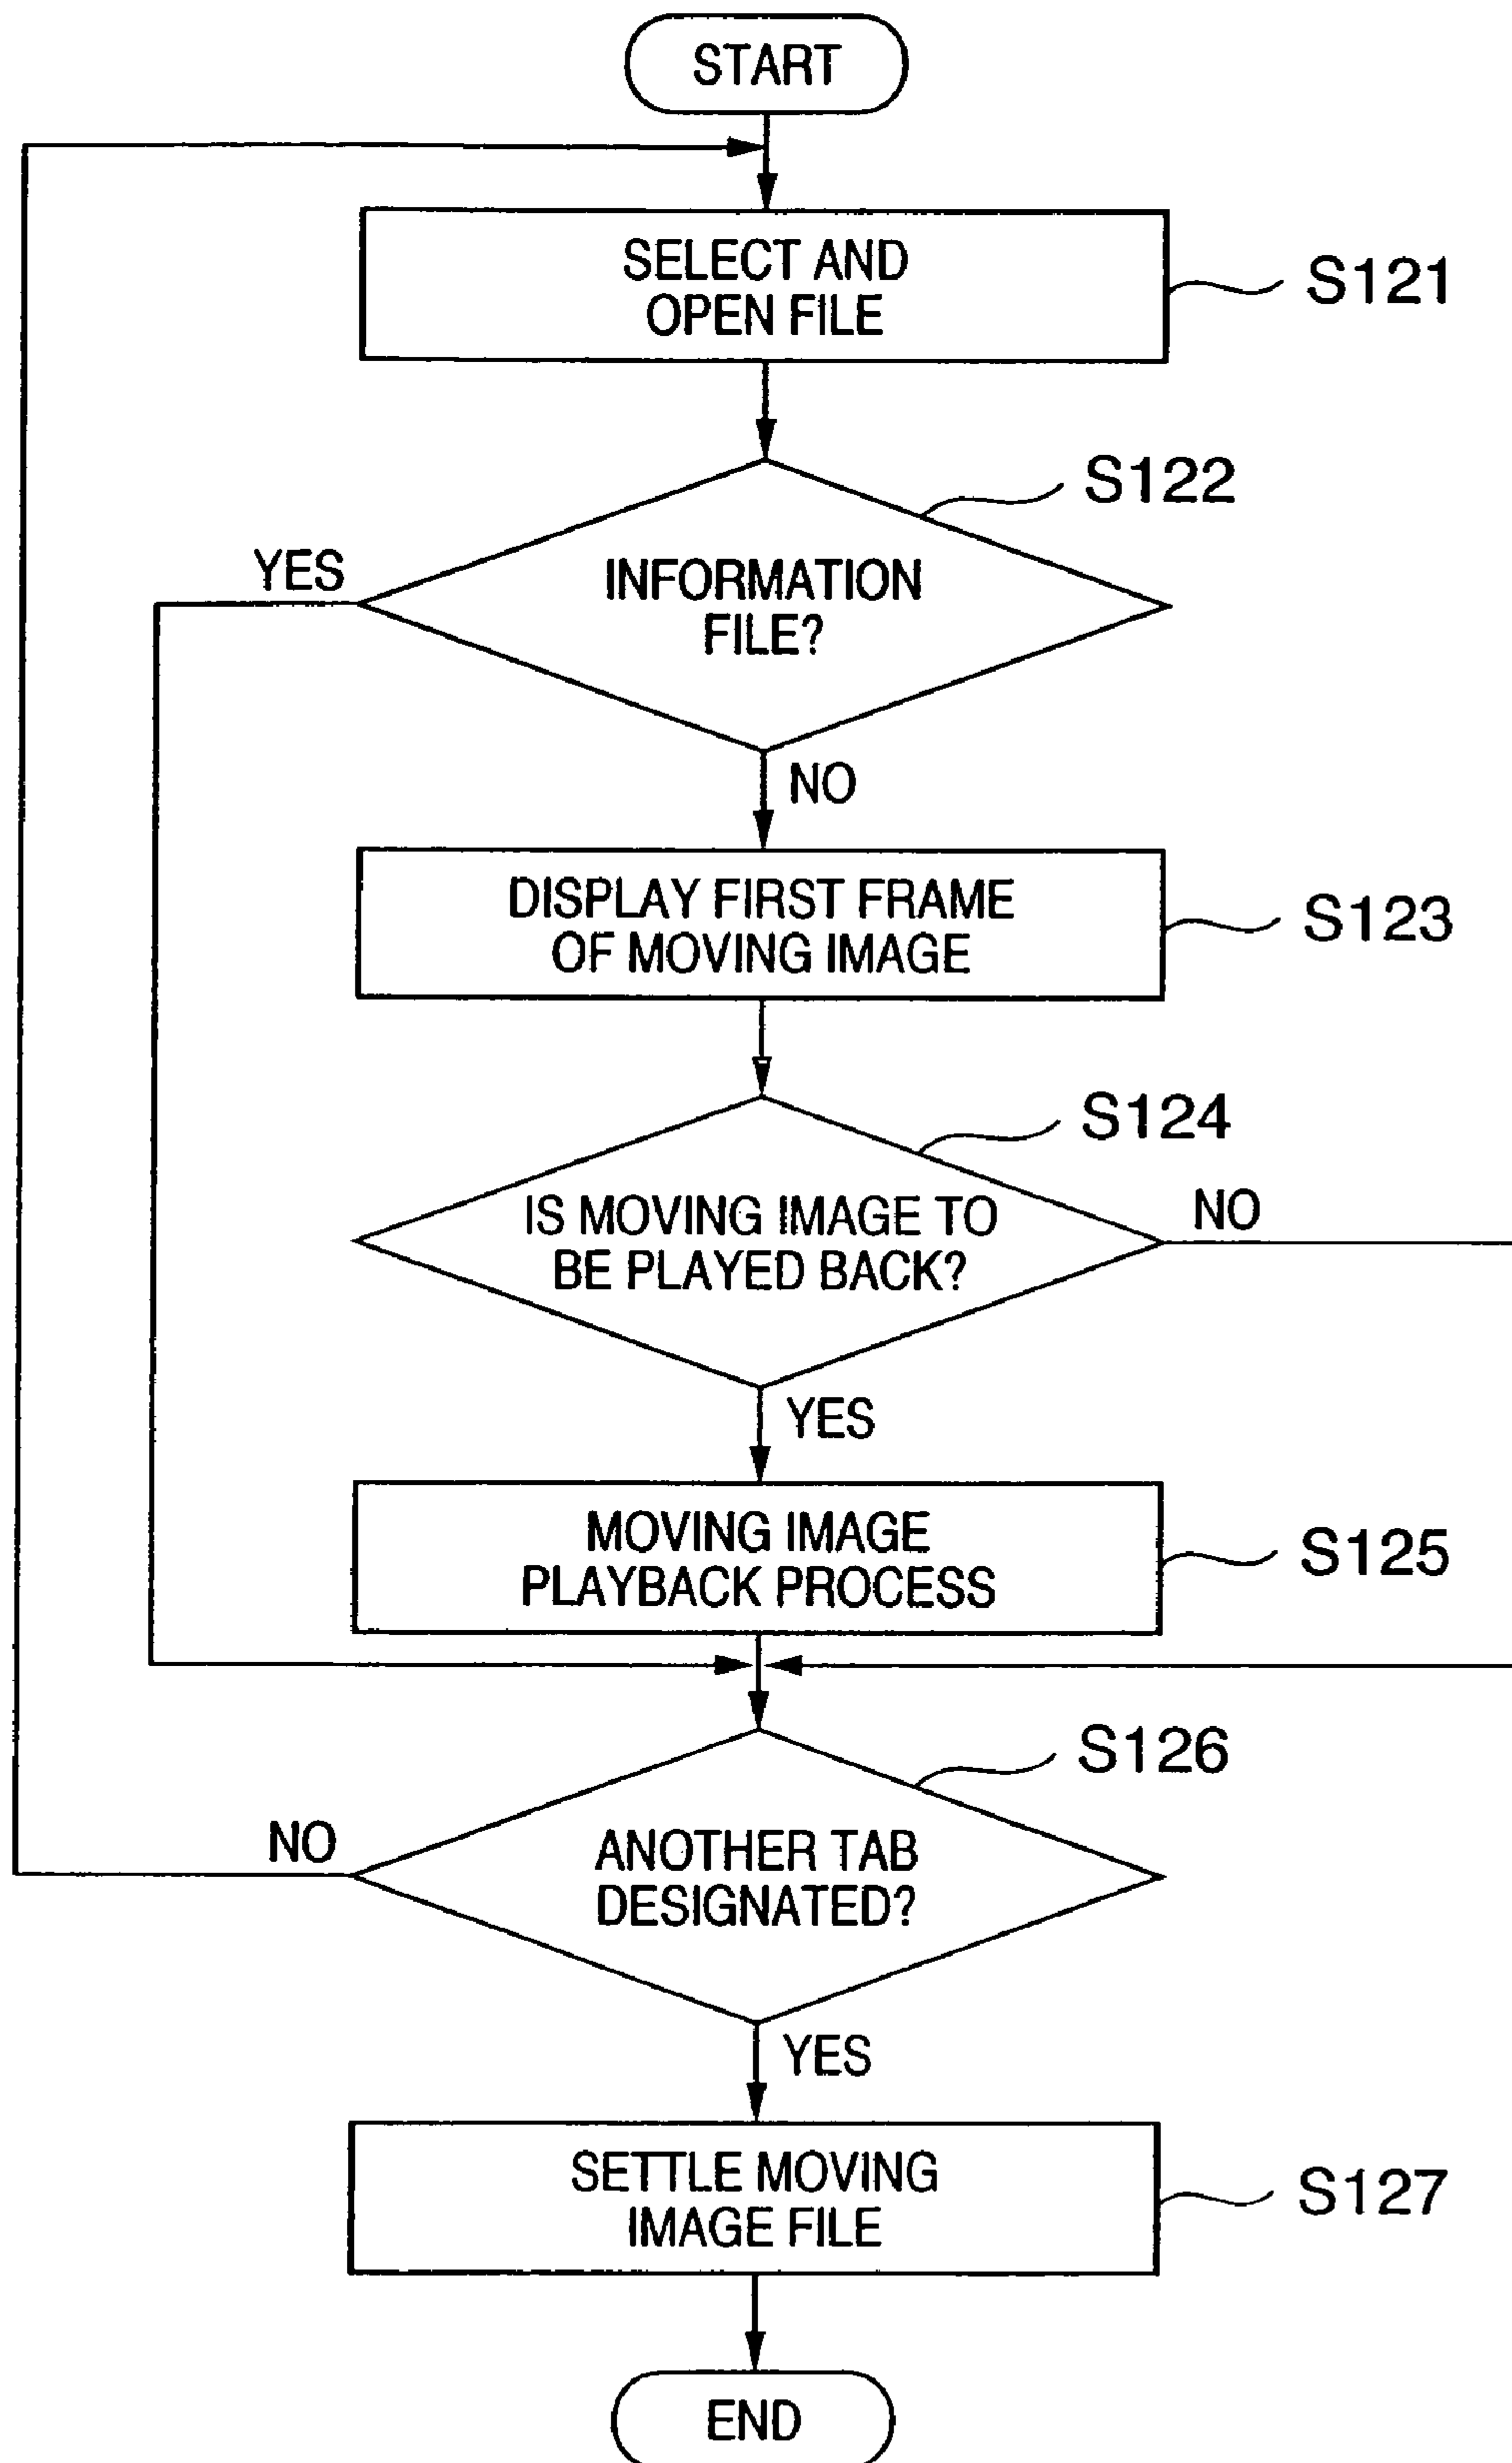 START
SELECT AND
OPEN FILE
S121
S122
INFORMATION
FILE?
YES
NO
DISPLAY FIRST FRAME
OF MOVING IMAGE
S123
S124
IS MOVING IMAGE TO
BE PLAYED BACK?
NO
YES
MOVING IMAGE
PLAYBACK PROCESS
S125
S126
ANOTHER TAB
DESIGNATED?
NO
YES
SETTLE MOVING
IMAGE FILE
S127
END